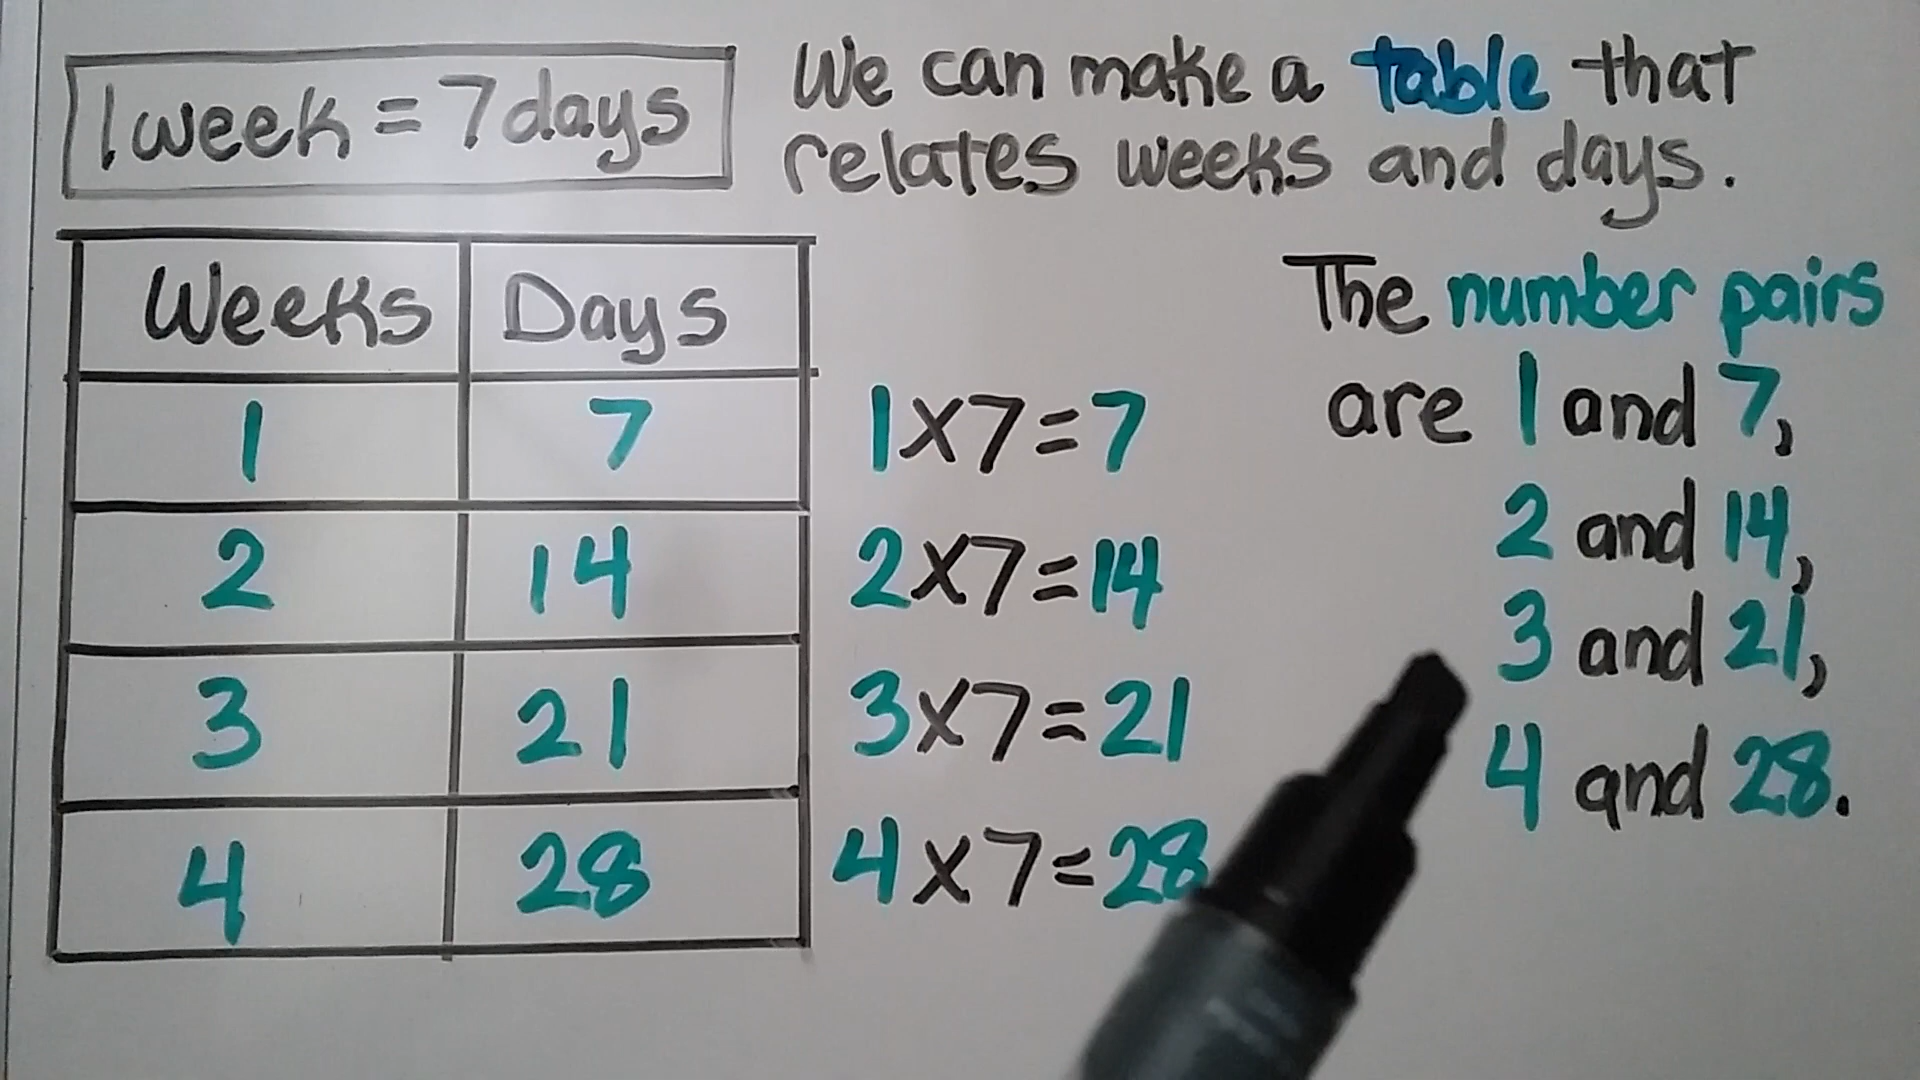 1 week = 7 days
We can make a table that
relates weeks and days.
Weeks Days
1 7
2 14
3 21
4 28
1x7=7
2x7=14
3x7=21
4x7=28
The number pairs
are 1 and 7,
2 and 14,
3 and 21,
4 and 28.